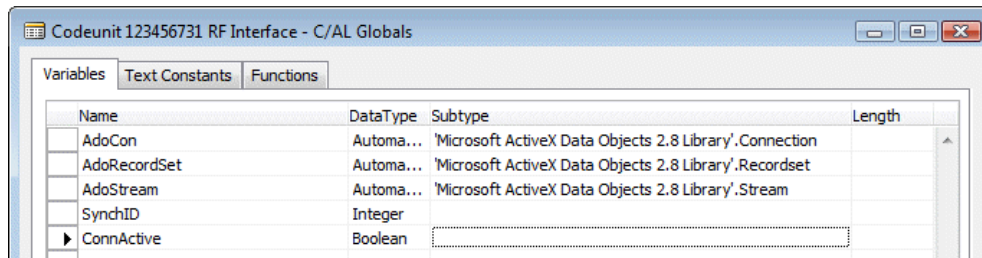 Codeunit 123456731 RF Interface - C/AL Globals
Variables Text Constants Functions
Name DataType Subtype Length
AdoCon Automa... 'Microsoft ActiveX Data Objects 2.8 Library'.Connection
AdoRecordSet Automa... 'Microsoft ActiveX Data Objects 2.8 Library'.Recordset
AdoStream Automa... 'Microsoft ActiveX Data Objects 2.8 Library'.Stream
SynchID Integer
ConnActive Boolean